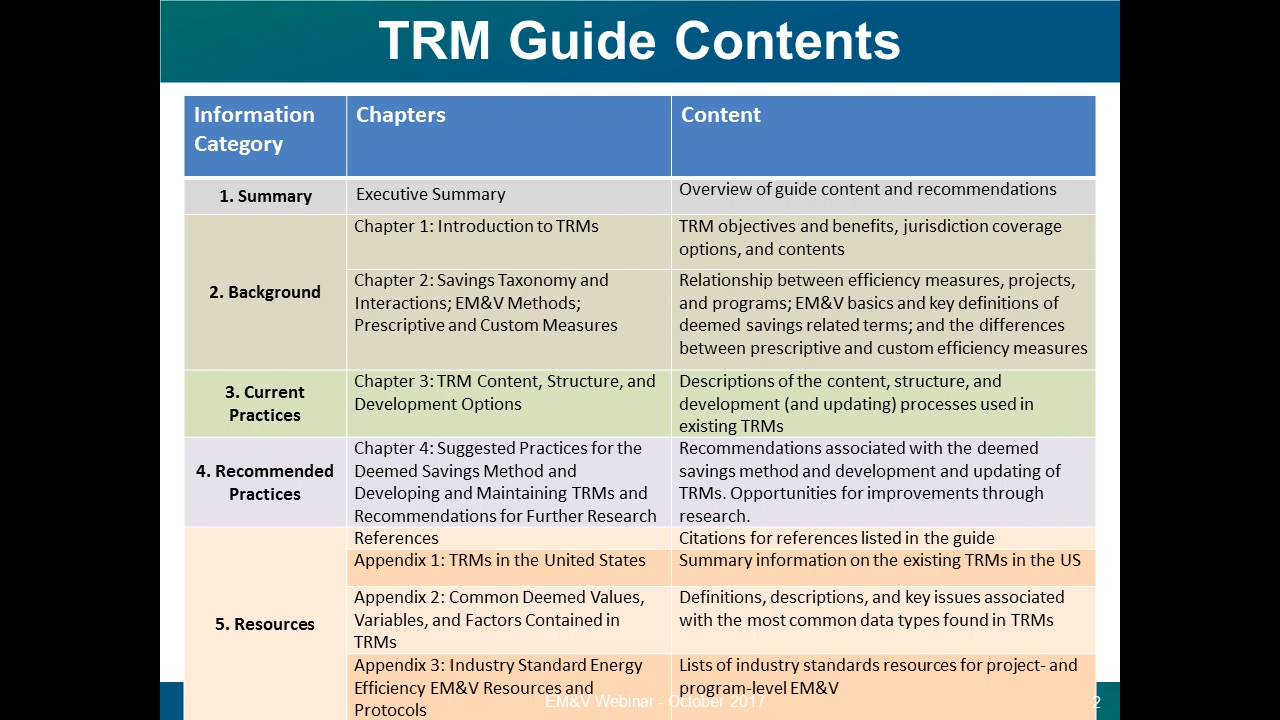 TRM Guide Contents
Information
Category
Chapters
Content
1. Summary
Executive Summary
Overview of guide content and recommendations
2. Background
Chapter 1: Introduction to TRMs
TRM objectives and benefits, jurisdiction coverage
options, and contents
Chapter 2: Savings Taxonomy and
Interactions; EM&V Methods;
Prescriptive and Custom Measures
Relationship between efficiency measures, projects,
and programs; EM&V basics and key definitions of
deemed savings related terms; and the differences
between prescriptive and custom efficiency measures
3. Current
Practices
Chapter 3: TRM Content, Structure, and
Development Options
Descriptions of the content, structure, and
development (and updating) processes used in
existing TRMs
4. Recommended
Practices
Chapter 4: Suggested Practices for the
Deemed Savings Method and
Developing and Maintaining TRMs and
Recommendations for Further Research
Recommendations associated with the deemed
savings method and development and updating of
TRMs. Opportunities for improvements through
research.
5. Resources
References
Citations for references listed in the guide
Appendix 1: TRMs in the United States
Summary information on the existing TRMs in the US
Appendix 2: Common Deemed Values,
Variables, and Factors Contained in
TRMs
Definitions, descriptions, and key issues associated
with the most common data types found in TRMs
Appendix 3: Industry Standard Energy
Efficiency EM&V Resources and
Protocols
Lists of industry standards resources for project- and
program-level EM&V
EM&V Webinar - October 2017
2